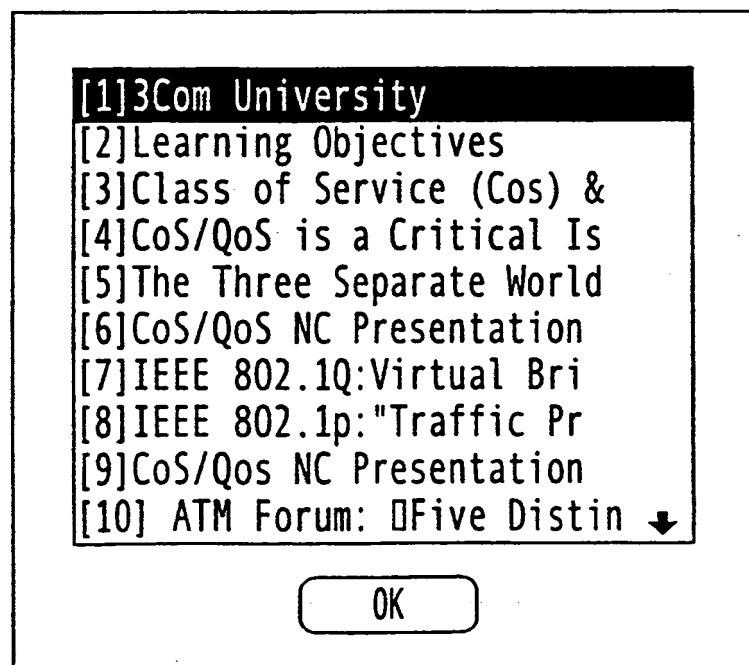 [1]3Com University
[2]Learning Objectives
[3]Class of Service (Cos) &
[4]CoS/QoS is a Critical Is
[5]The Three Separate World
[6]CoS/QoS NC Presentation
[7]IEEE 802.1Q:Virtual Bri
[8]IEEE 802.1p:"Traffic Pr
[9]CoS/Qos NC Presentation
[10] ATM Forum: ▯Five Distin
OK